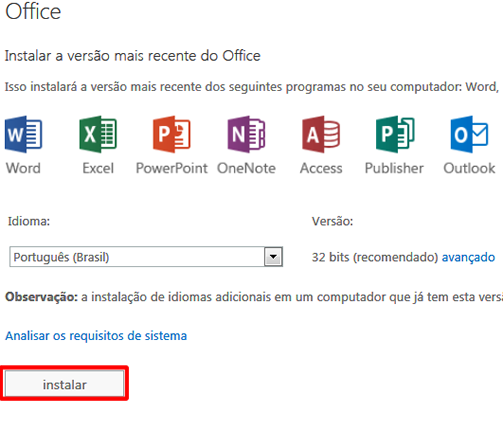 Office
Instalar a versão mais recente do Office
Isso instalará a versão mais recente dos seguintes programas no seu computador: Word,
Word Excel PowerPoint OneNote Access Publisher Outlook
Idioma: Versão:
Português (Brasil) 32 bits (recomendado) avançado
Observação: a instalação de idiomas adicionais em um computador que já tem esta versã
Analisar os requisitos de sistema
instalar